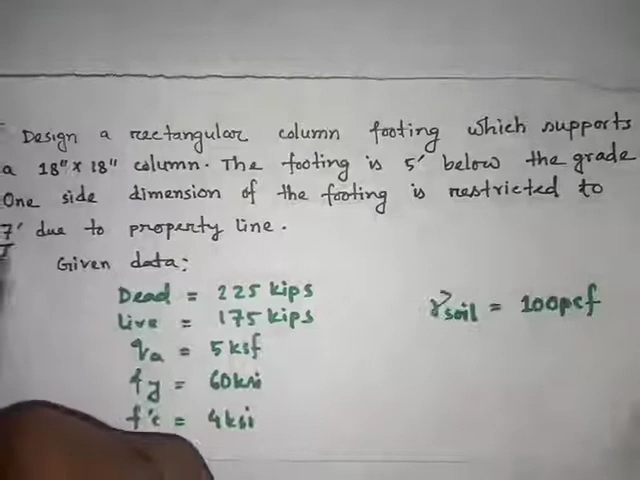 Design a rectangular column footing which supports
a 18" x 18" column. The footing is 5' below the grade
One side dimension of the footing is restricted to
7' due to property line.
Given data:
Dead = 225 kips
live = 175 kips
qa = 5 ksf
γsoil = 100pcf
fy = 60ksi
f'c = 4ksi